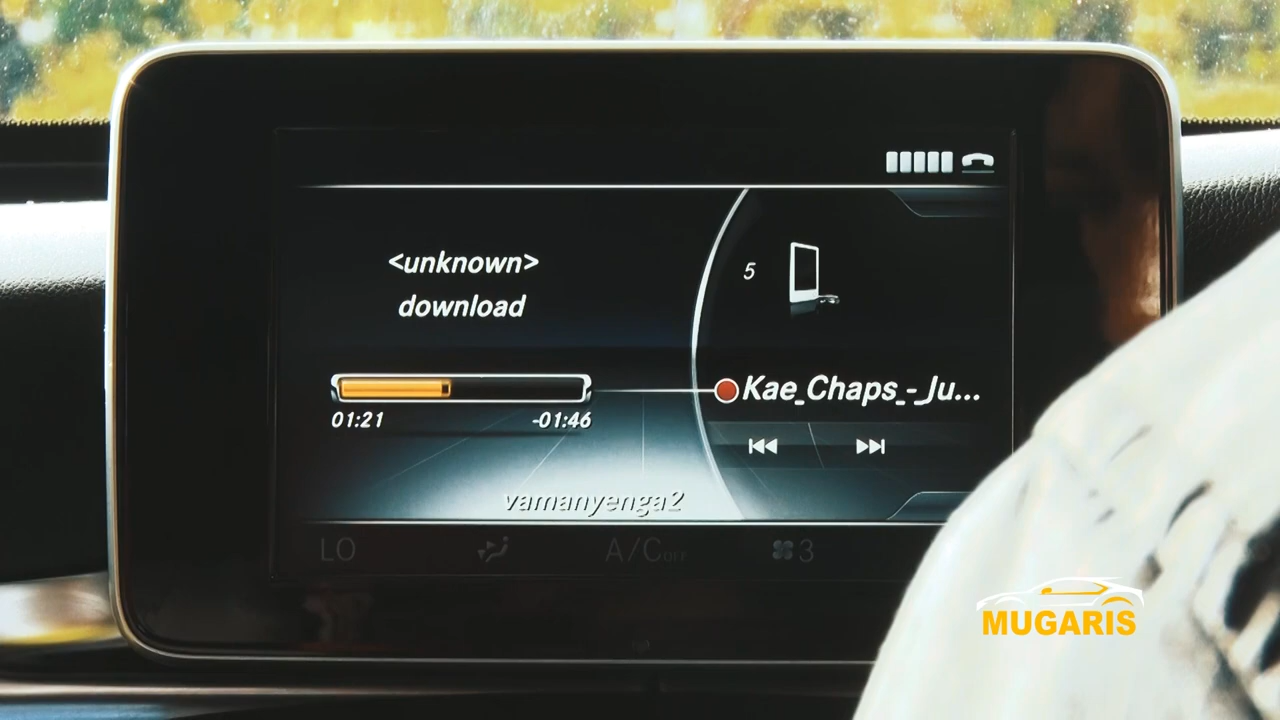 <unknown>
download
5
01:21
-01:46
Kae_Chaps_-_Ju...
vamanyenga2
LO
A/C OFF
3
MUGARIS